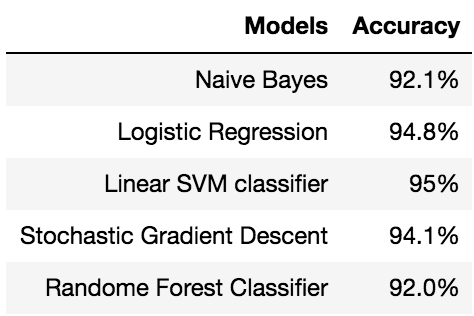 Models Accuracy
Naive Bayes 92.1%
Logistic Regression 94.8%
Linear SVM classifier 95%
Stochastic Gradient Descent 94.1%
Randome Forest Classifier 92.0%